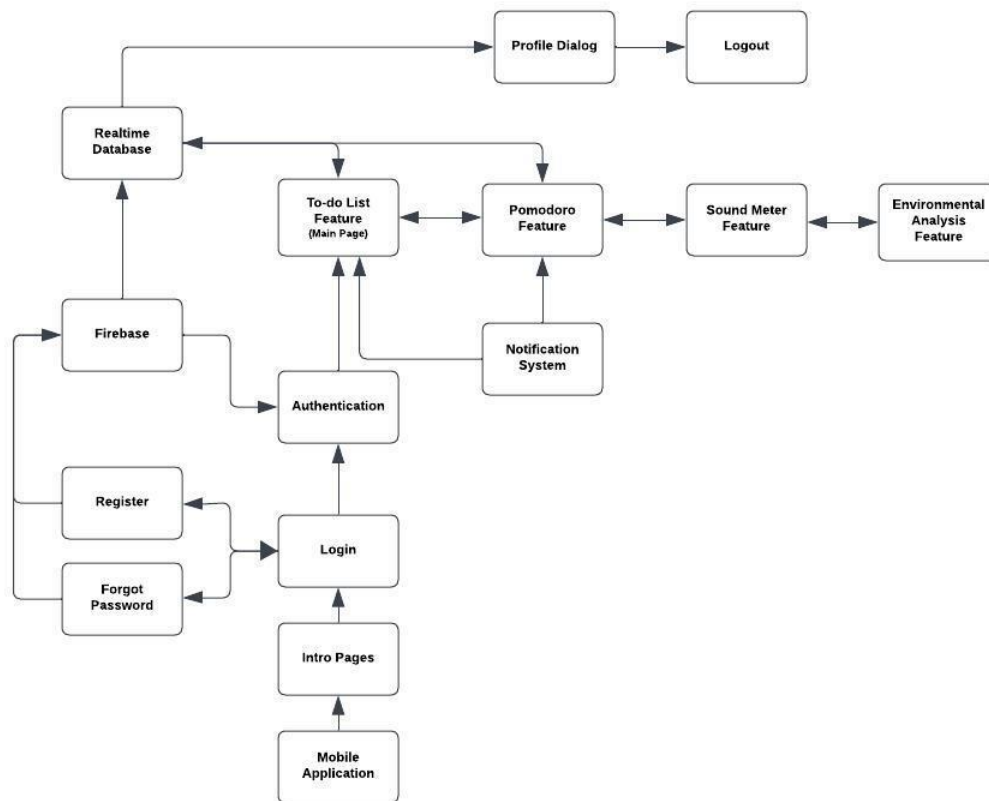 Profile Dialog
Logout
Realtime
Database
To-do List
Feature
(Main Page)
Pomodoro
Feature
Sound Meter
Feature
Environmental
Analysis
Feature
Firebase
Notification
System
Authentication
Register
Login
Forgot
Password
Intro Pages
Mobile
Application